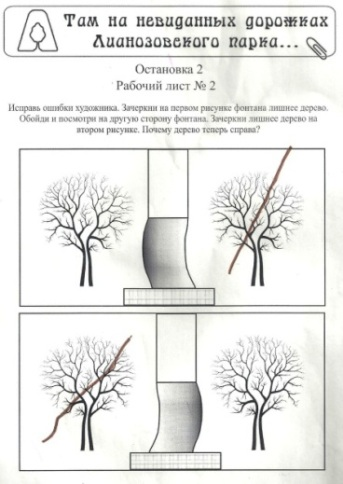 Там на невиданных дорожках
Лианозовского парка...
Остановка 2
Рабочий лист № 2
Исправь ошибки художника. Зачеркни на первом рисунке фонтана лишнее дерево.
Обойди и посмотри на другую сторону фонтана. Зачеркни лишнее дерево на
втором рисунке. Почему дерево теперь справа?